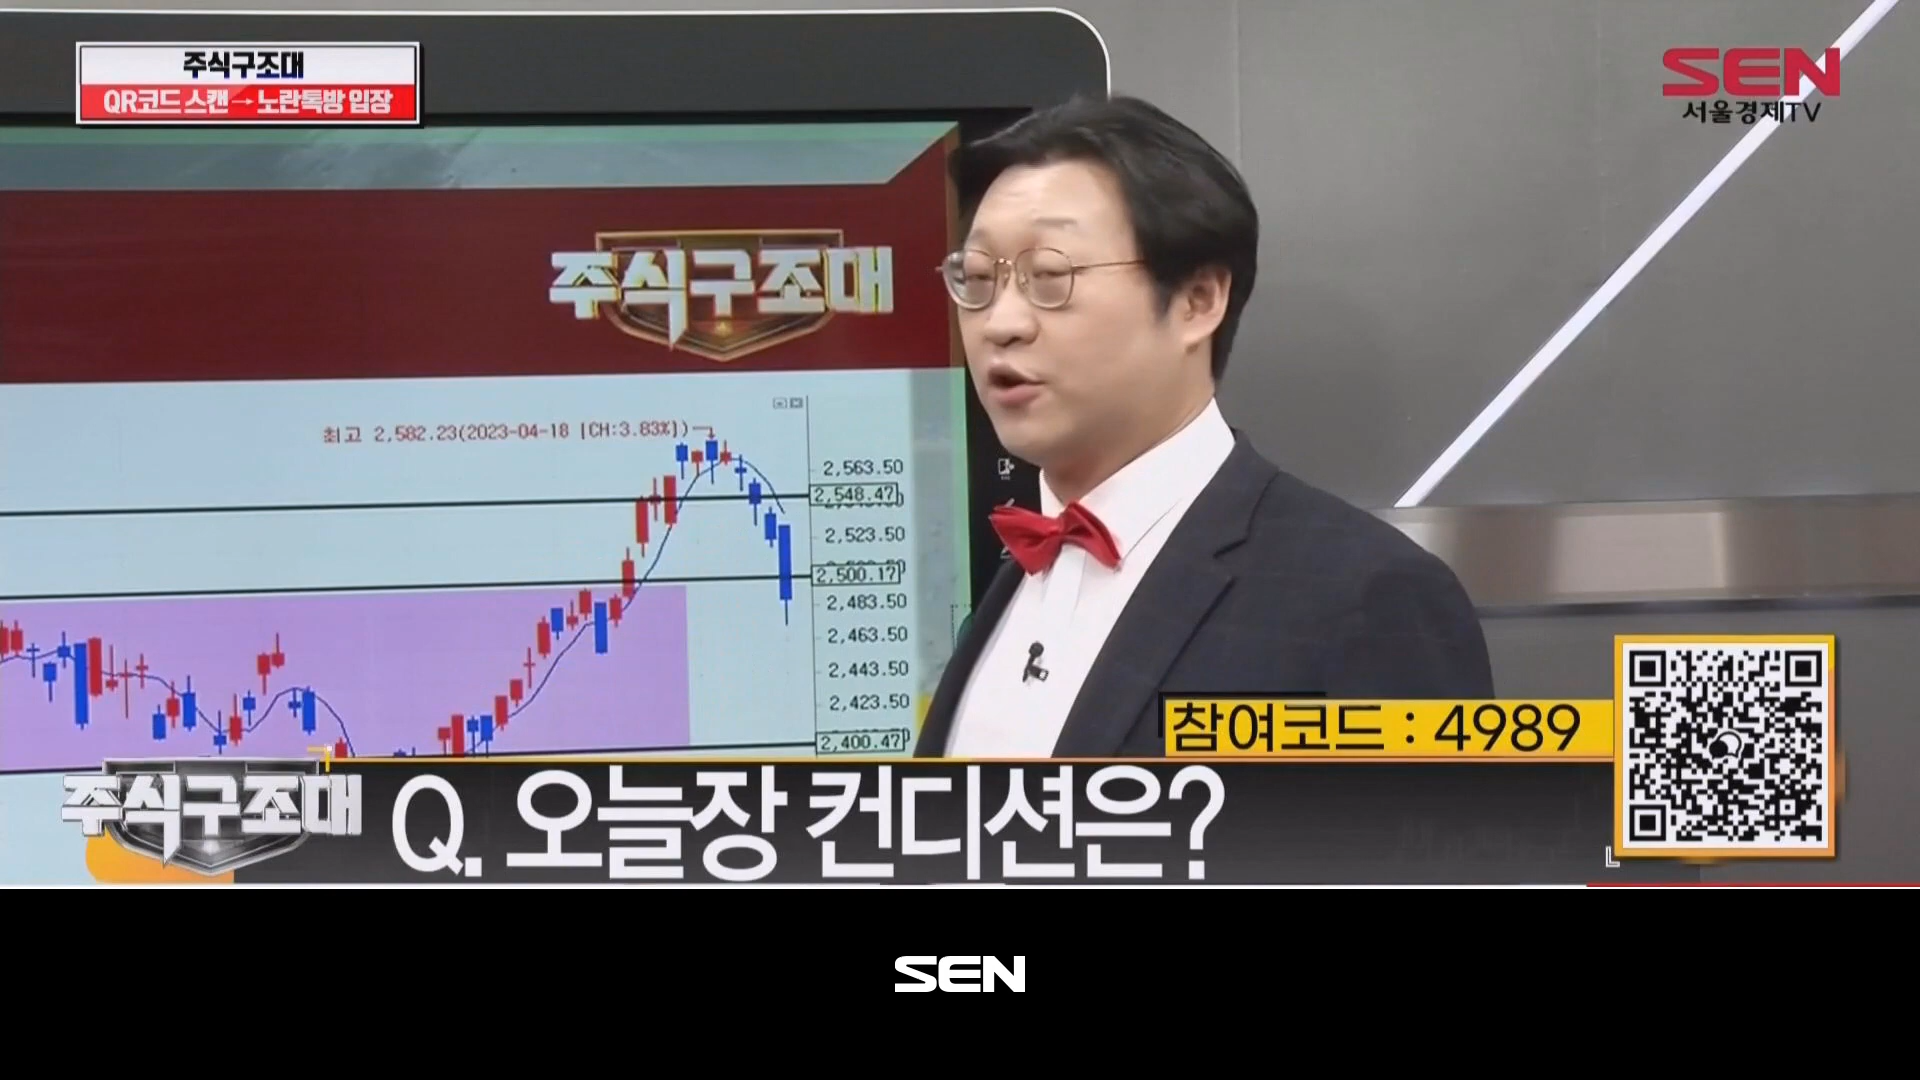 주식구조대
QR코드 스캔→노란톡방 입장
SEN
서울경제TV
주식구조대
최고 2,582.23(2023-04-18 [CH:3.83%])
2,563.50
2,548.47
2,523.50
2,500.17
2,483.50
2,463.50
2,443.50
2,423.50
2,400.47
참여코드 : 4989
주식구조대
Q. 오늘장 컨디션은?
SEN